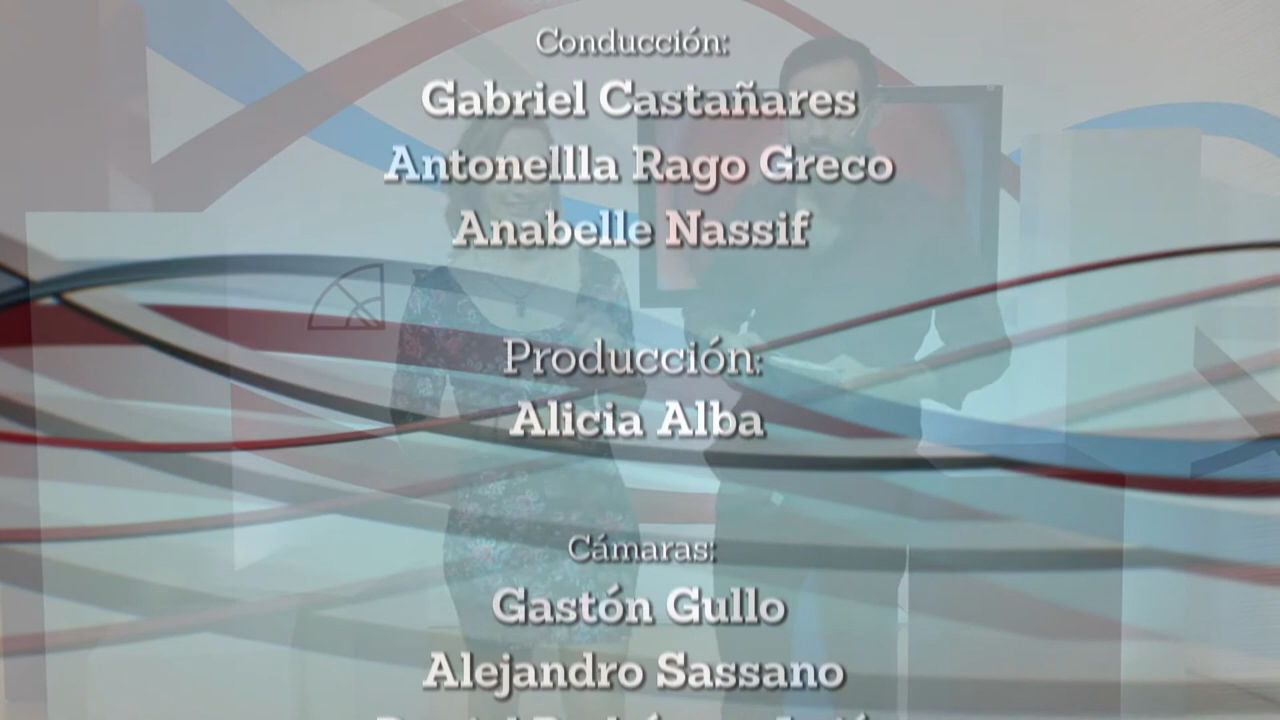 Conducción:
Gabriel Castañares
Antonellla Rago Greco
Anabelle Nassif
Producción:
Alicia Alba
Cámaras:
Gastón Gullo
Alejandro Sassano